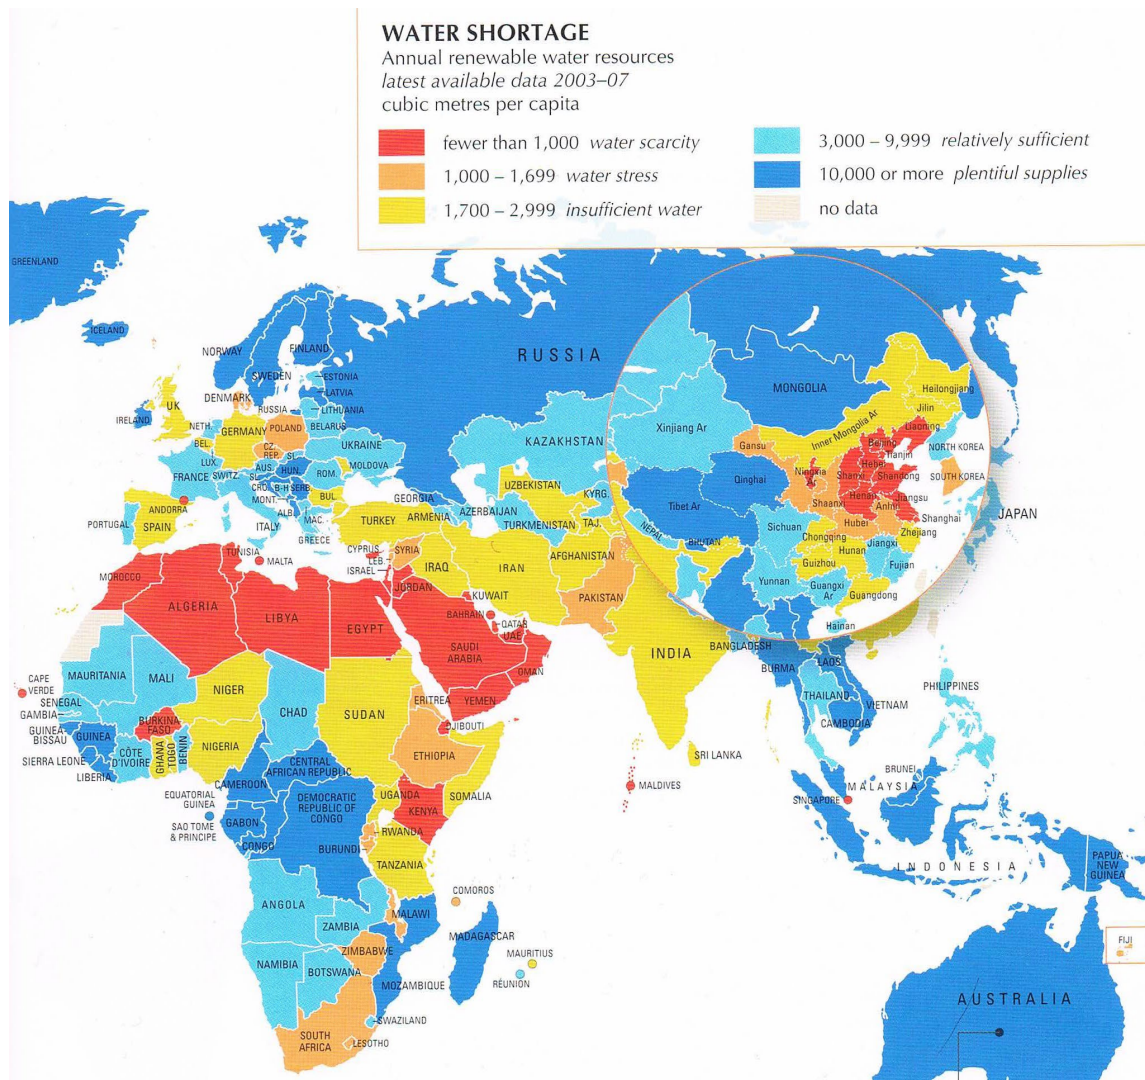 WATER SHORTAGE
Annual renewable water resources
latest available data 2003–07
cubic metres per capita
fewer than 1,000 water scarcity
3,000 – 9,999 relatively sufficient
1,000 – 1,699 water stress
10,000 or more plentiful supplies
1,700 – 2,999 insufficient water
no data
GREENLAND
ICELAND
NORWAY
FINLAND
SWEDEN
RUSSIA
ESTONIA
LATVIA
LITHUANIA
RUSSIA
DENMARK
UK
IRELAND
NETH.
BEL.
LUX
GERMANY
POLAND
BELARUS
CZ.
REP.
SL.
UKRAINE
FRANCE
SWITZ.
AUS.
HUN.
SL.
CRO.
B-H
SERB.
ROM.
MOLDOVA
MONT.
ALB.
MAC.
BUL
ANDORRA
PORTUGAL
SPAIN
ITALY
GREECE
GEORGIA
ARMENIA
AZERBAIJAN
TURKEY
KAZAKHSTAN
UZBEKISTAN
KYRG.
TURKMENISTAN
TAJ.
AFGHANISTAN
PAKISTAN
IRAN
IRAQ
SYRIA
CYPRUS
LEB.
ISRAEL
JORDAN
KUWAIT
BAHRAIN
QATAR
UAE
SAUDI
ARABIA
OMAN
YEMEN
MONGOLIA
Heilongjiang
Jilin
Liaoning
Inner Mongolia Ar
Xinjiang Ar
Gansu
Beijing
Tianjin
Hebei
Ningxia
Shanxi
Shandong
NORTH KOREA
SOUTH KOREA
Qinghai
Shaanxi
Henan
Jiangsu
Anhui
Shanghai
Tibet Ar
Sichuan
Hubei
Chongqing
Zhejiang
Hunan
Jiangxi
Guizhou
Fujian
NEPAL
BHUTAN
Yunnan
Guangxi
Ar
Guangdong
Hainan
JAPAN
INDIA
BANGLADESH
BURMA
LAOS
THAILAND
VIETNAM
CAMBODIA
PHILIPPINES
SRI LANKA
MALDIVES
BRUNEI
MALAYSIA
SINGAPORE
INDONESIA
PAPUA
NEW
GUINEA
FIJI
AUSTRALIA
TUNISIA
MALTA
MOROCCO
ALGERIA
LIBYA
EGYPT
CAPE
VERDE
MAURITANIA
MALI
NIGER
CHAD
SUDAN
ERITREA
DJIBOUTI
SENEGAL
GAMBIA
GUINEA-
BISSAU
GUINEA
SIERRA LEONE
LIBERIA
BURKINA
FASO
CÔTE
D'IVOIRE
GHANA
TOGO
BENIN
NIGERIA
CAMEROON
CENTRAL
AFRICAN REPUBLIC
ETHIOPIA
SOMALIA
EQUATORIAL
GUINEA
SAO TOME
& PRINCIPE
GABON
CONGO
DEMOCRATIC
REPUBLIC OF
CONGO
UGANDA
KENYA
RWANDA
BURUNDI
TANZANIA
ANGOLA
ZAMBIA
MALAWI
COMOROS
MADAGASCAR
MAURITIUS
RÉUNION
ZIMBABWE
NAMIBIA
BOTSWANA
MOZAMBIQUE
SWAZILAND
SOUTH
AFRICA
LESOTHO